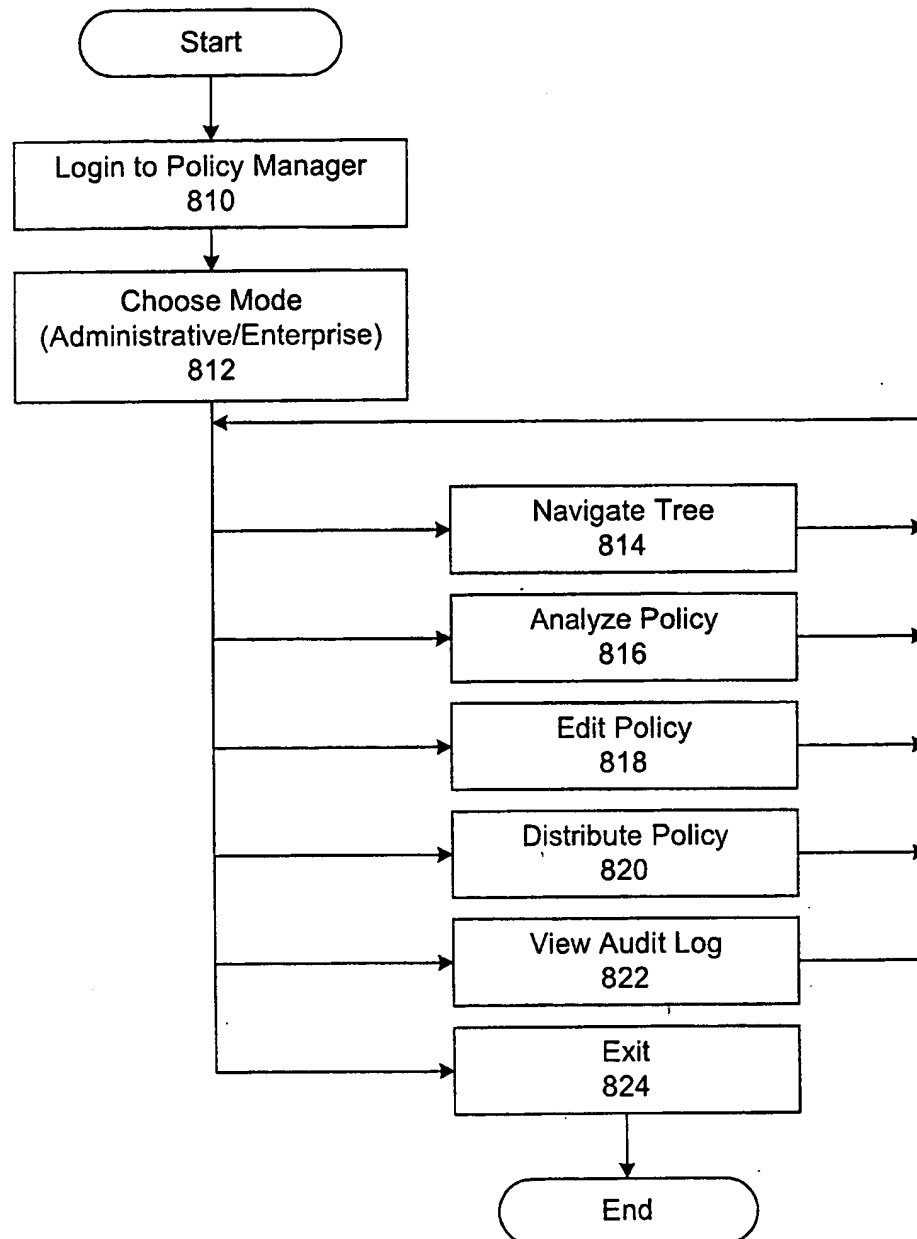 Start
Login to Policy Manager
810
Choose Mode
(Administrative/Enterprise)
812
Navigate Tree
814
Analyze Policy
816
Edit Policy
818
Distribute Policy
820
View Audit Log
822
Exit
824
End